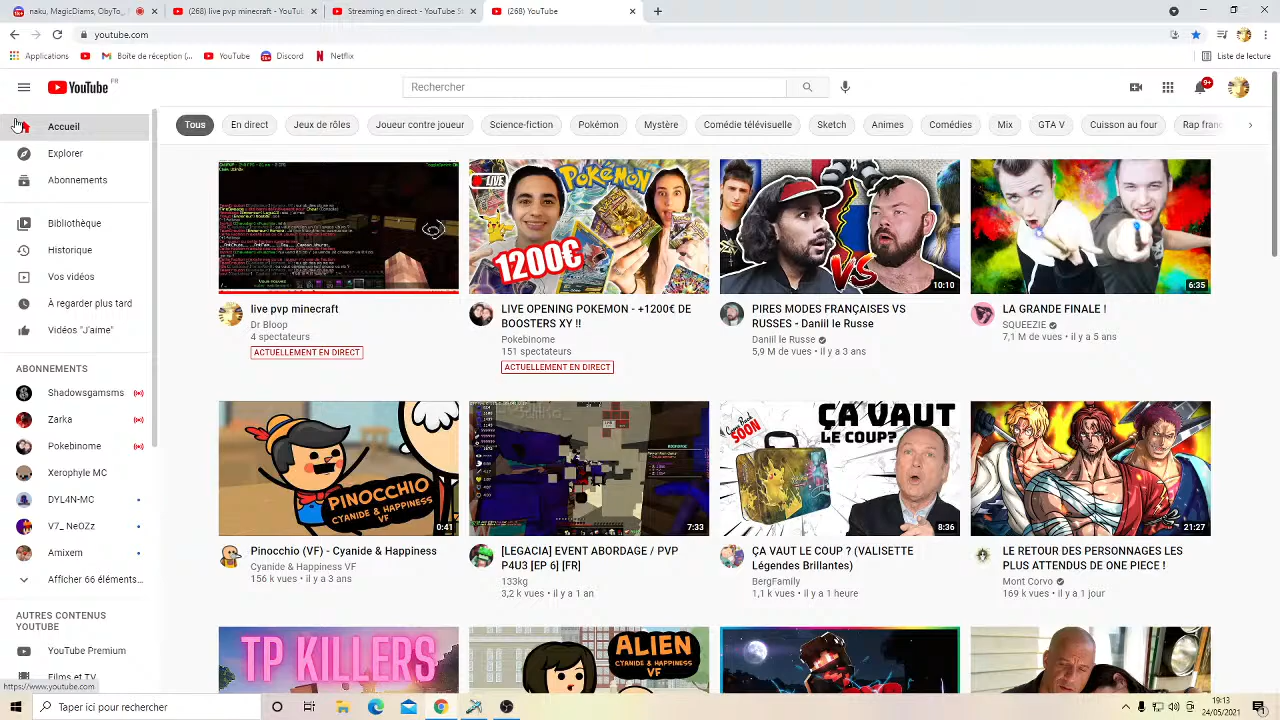 naku, MagicDiams, ObyTo_
(268) live pvp minecraft - YouTube
Streaming en direct - YouTube St
(268) YouTube
youtube.com
Applications
Boîte de réception (...
YouTube
Discord
Netflix
Liste de lecture
YouTube FR
Rechercher
9+
Tous
En direct
Jeux de rôles
Joueur contre joueur
Science-fiction
Pokémon
Mystère
Comédie télévisuelle
Sketch
Animes
Comédies
Mix
GTA V
Cuisson au four
Rap franc
Accueil
Explorer
Abonnements
Bibliothèque
Historique
Vos vidéos
À regarder plus tard
Vidéos "J'aime"
ABONNEMENTS
Shadowsgamsms
Zarka
Pokebinome
Xerophyle MC
DYL4N-MC
V7_ NeOZz
Amixem
Afficher 66 éléments...
AUTRES CONTENUS
YOUTUBE
YouTube Premium
Films et TV
https://www.youtube.com
live pvp minecraft
Dr Bloop
4 spectateurs
ACTUELLEMENT EN DIRECT
LIVE
POKÉMON
1200€
LIVE OPENING POKEMON - +1200€ DE
BOOSTERS XY !!
Pokebinome
151 spectateurs
ACTUELLEMENT EN DIRECT
VS
10:10
PIRES MODES FRANÇAISES VS
RUSSES - Daniil le Russe
Daniil le Russe
5,9 M de vues • il y a 3 ans
6:35
LA GRANDE FINALE !
SQUEEZIE
7,1 M de vues • il y a 5 ans
PINOCCHIO
CYANIDE & HAPPINESS
VF
0:41
Pinocchio (VF) - Cyanide & Happiness
Cyanide & Happiness VF
156 k vues • il y a 3 ans
7:33
[LEGACIA] EVENT ABORDAGE / PVP
P4U3 [EP 6] [FR]
133kg
3,2 k vues • il y a 1 an
ÇA VAUT
LE COUP?
SOON
8:36
ÇA VAUT LE COUP ? (VALISETTE
Légendes Brillantes)
BergFamily
1,1 k vues • il y a 1 heure
21:27
LE RETOUR DES PERSONNAGES LES
PLUS ATTENDUS DE ONE PIECE !
Mont Corvo
169 k vues • il y a 1 jour
TP KILLERS
ALIEN
CYANIDE & HAPPINESS
VF
Taper ici pour rechercher
19:13
24/05/2021